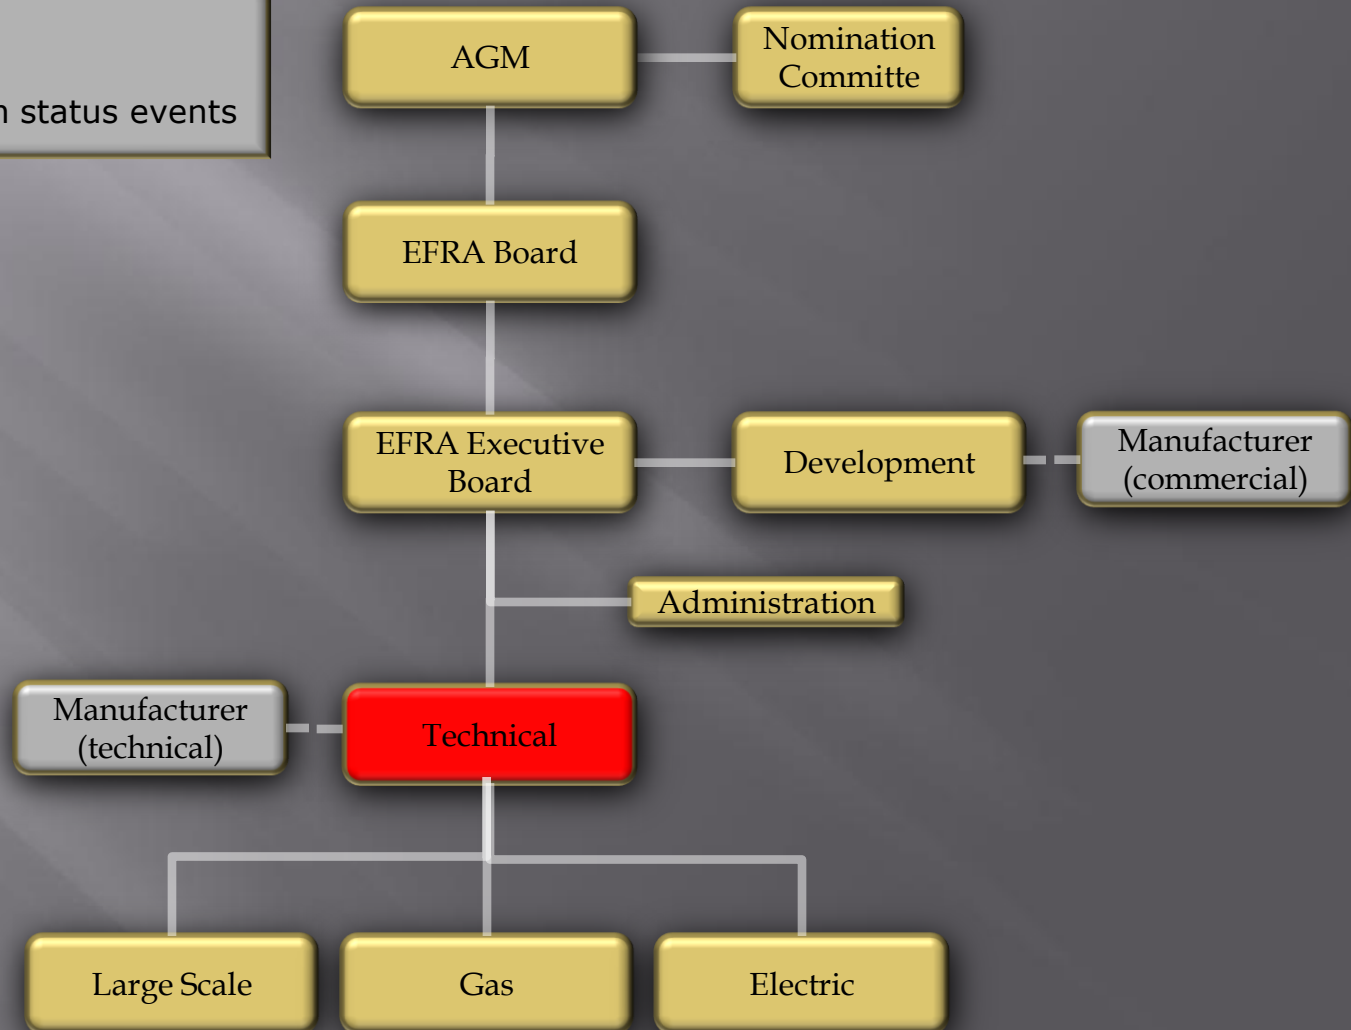 AGM
Nomination
Committe
status events
EFRA Board
EFRA Executive
Board
Development
Manufacturer
(commercial)
Administration
Manufacturer
(technical)
Technical
Large Scale
Gas
Electric